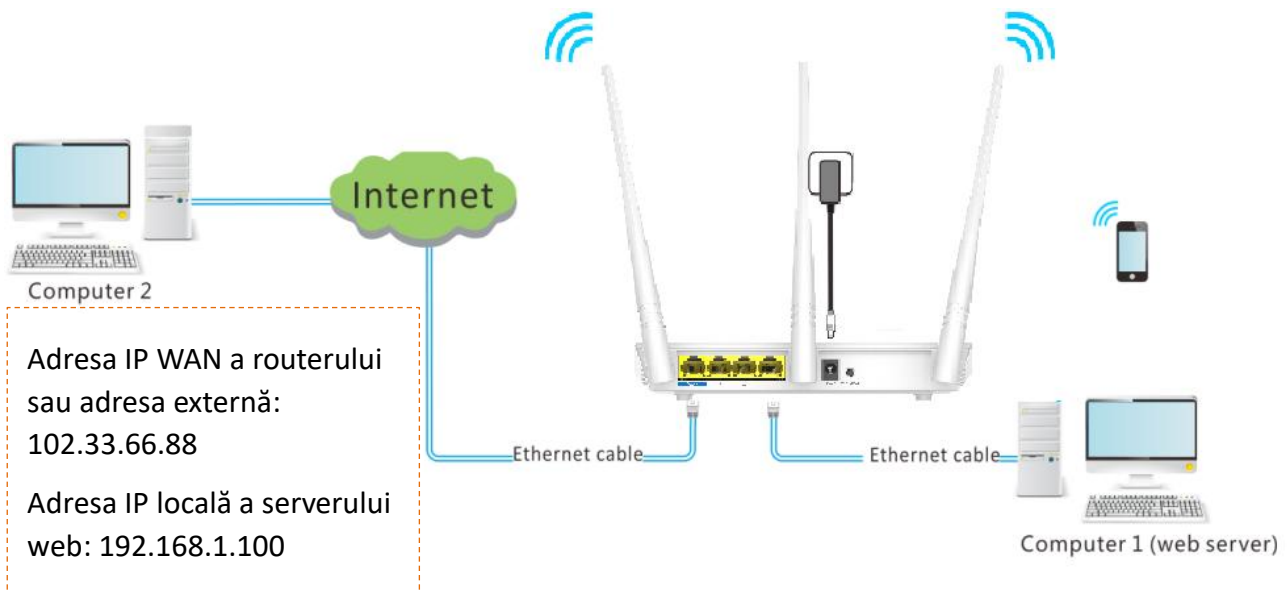 Internet
Computer 2
Adresa IP WAN a routerului
sau adresa externă:
102.33.66.88
Adresa IP locală a serverului
web: 192.168.1.100
Ethernet cable
Ethernet cable
Computer 1 (web server)